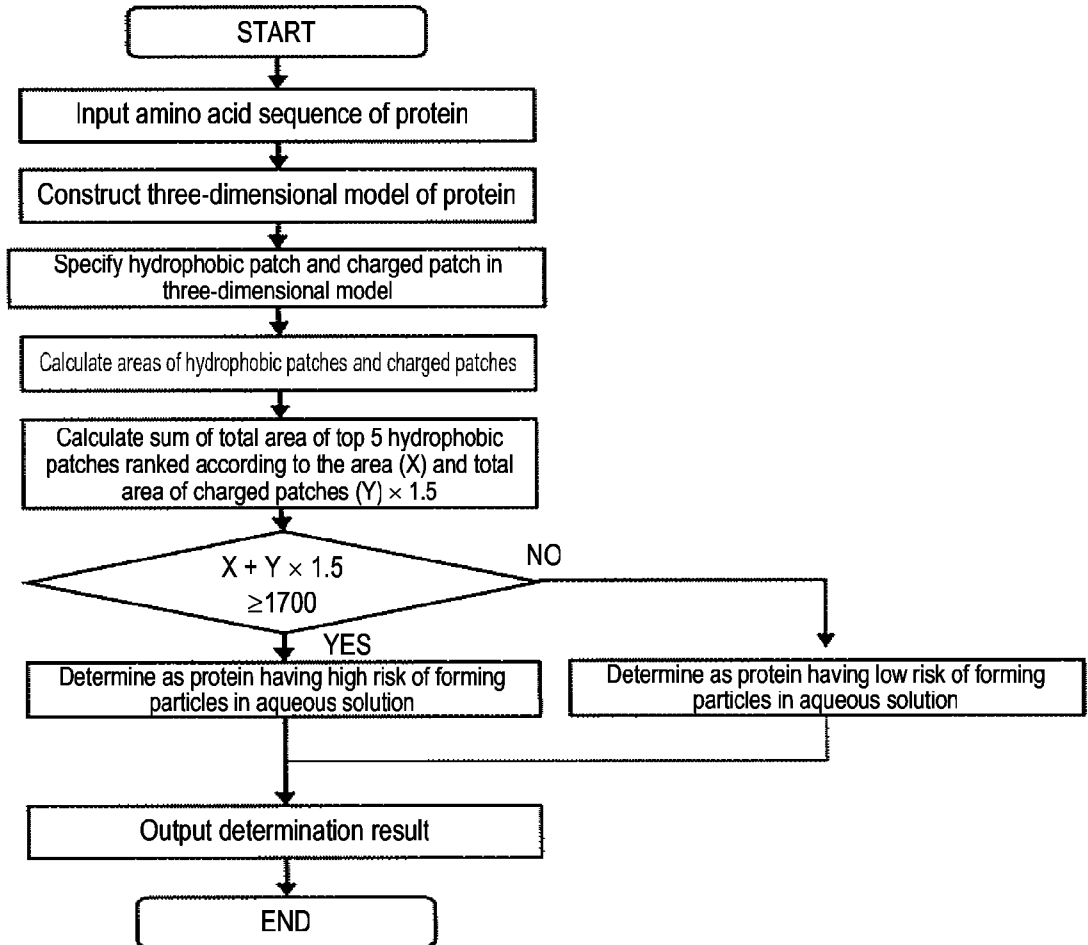 START
Input amino acid sequence of protein
Construct three-dimensional model of protein
Specify hydrophobic patch and charged patch in
three-dimensional model
Calculate areas of hydrophobic patches and charged patches
Calculate sum of total area of top 5 hydrophobic
patches ranked according to the area (X) and total
area of charged patches (Y) × 1.5
X + Y × 1.5
≥1700
NO
YES
Determine as protein having high risk of forming
particles in aqueous solution
Determine as protein having low risk of forming
particles in aqueous solution
Output determination result
END